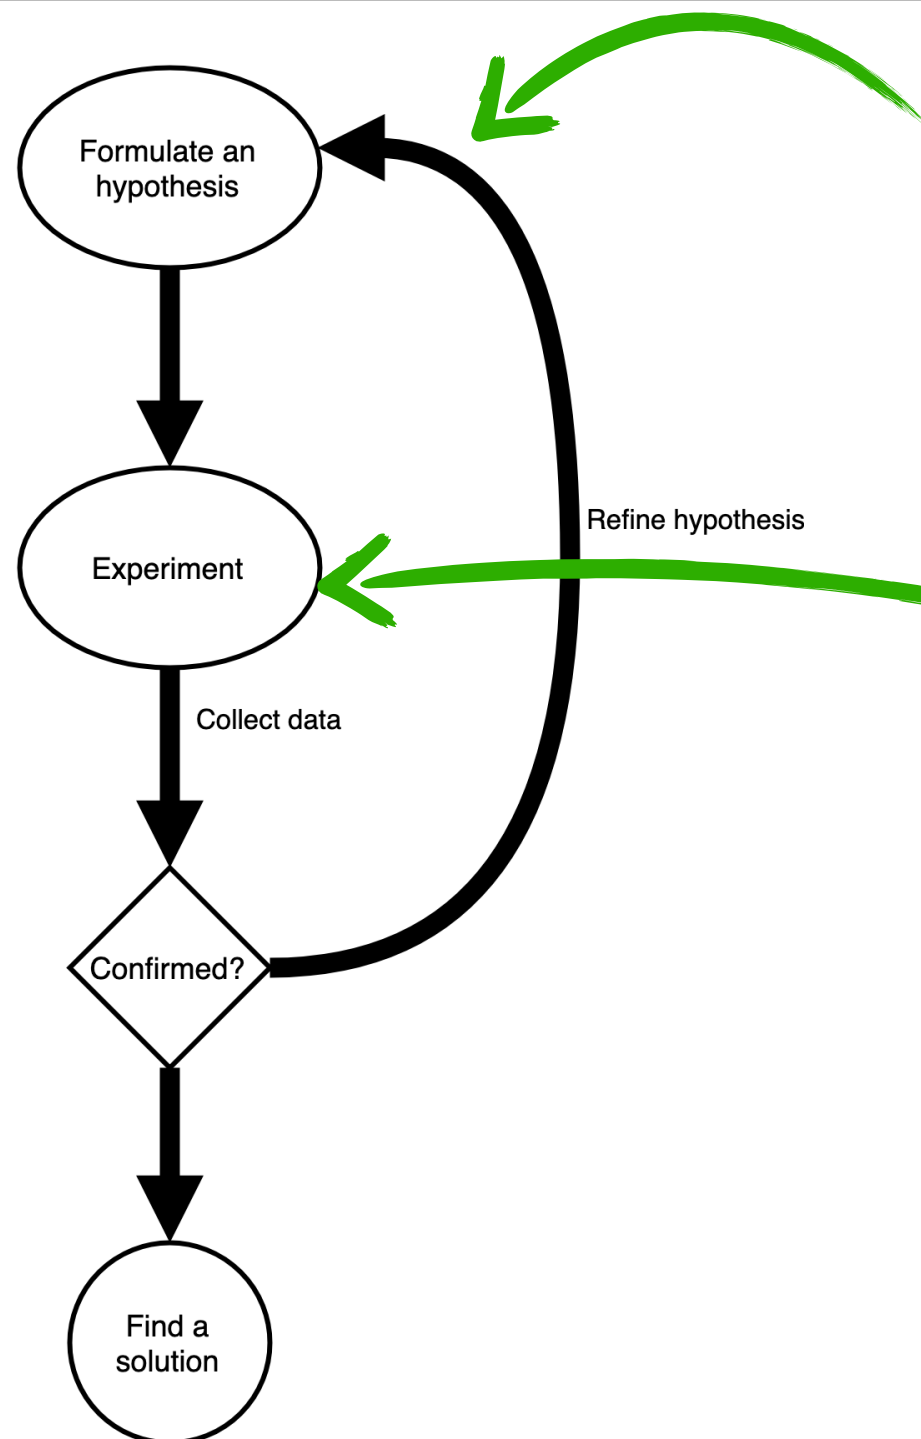 Formulate an
hypothesis
Refine hypothesis
Experiment
Collect data
Confirmed?
Find a
solution